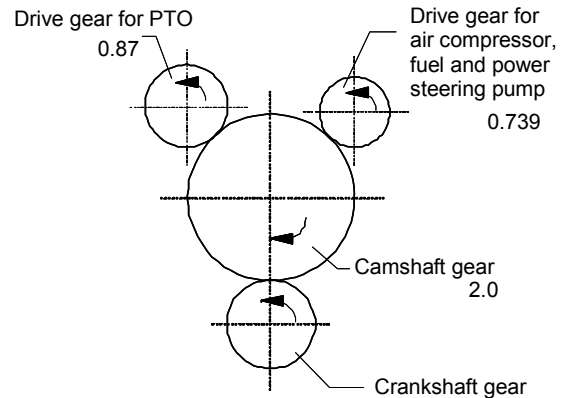 Drive gear for PTO
0.87
Drive gear for
air compressor,
fuel and power
steering pump
0.739
Camshaft gear
2.0
Crankshaft gear